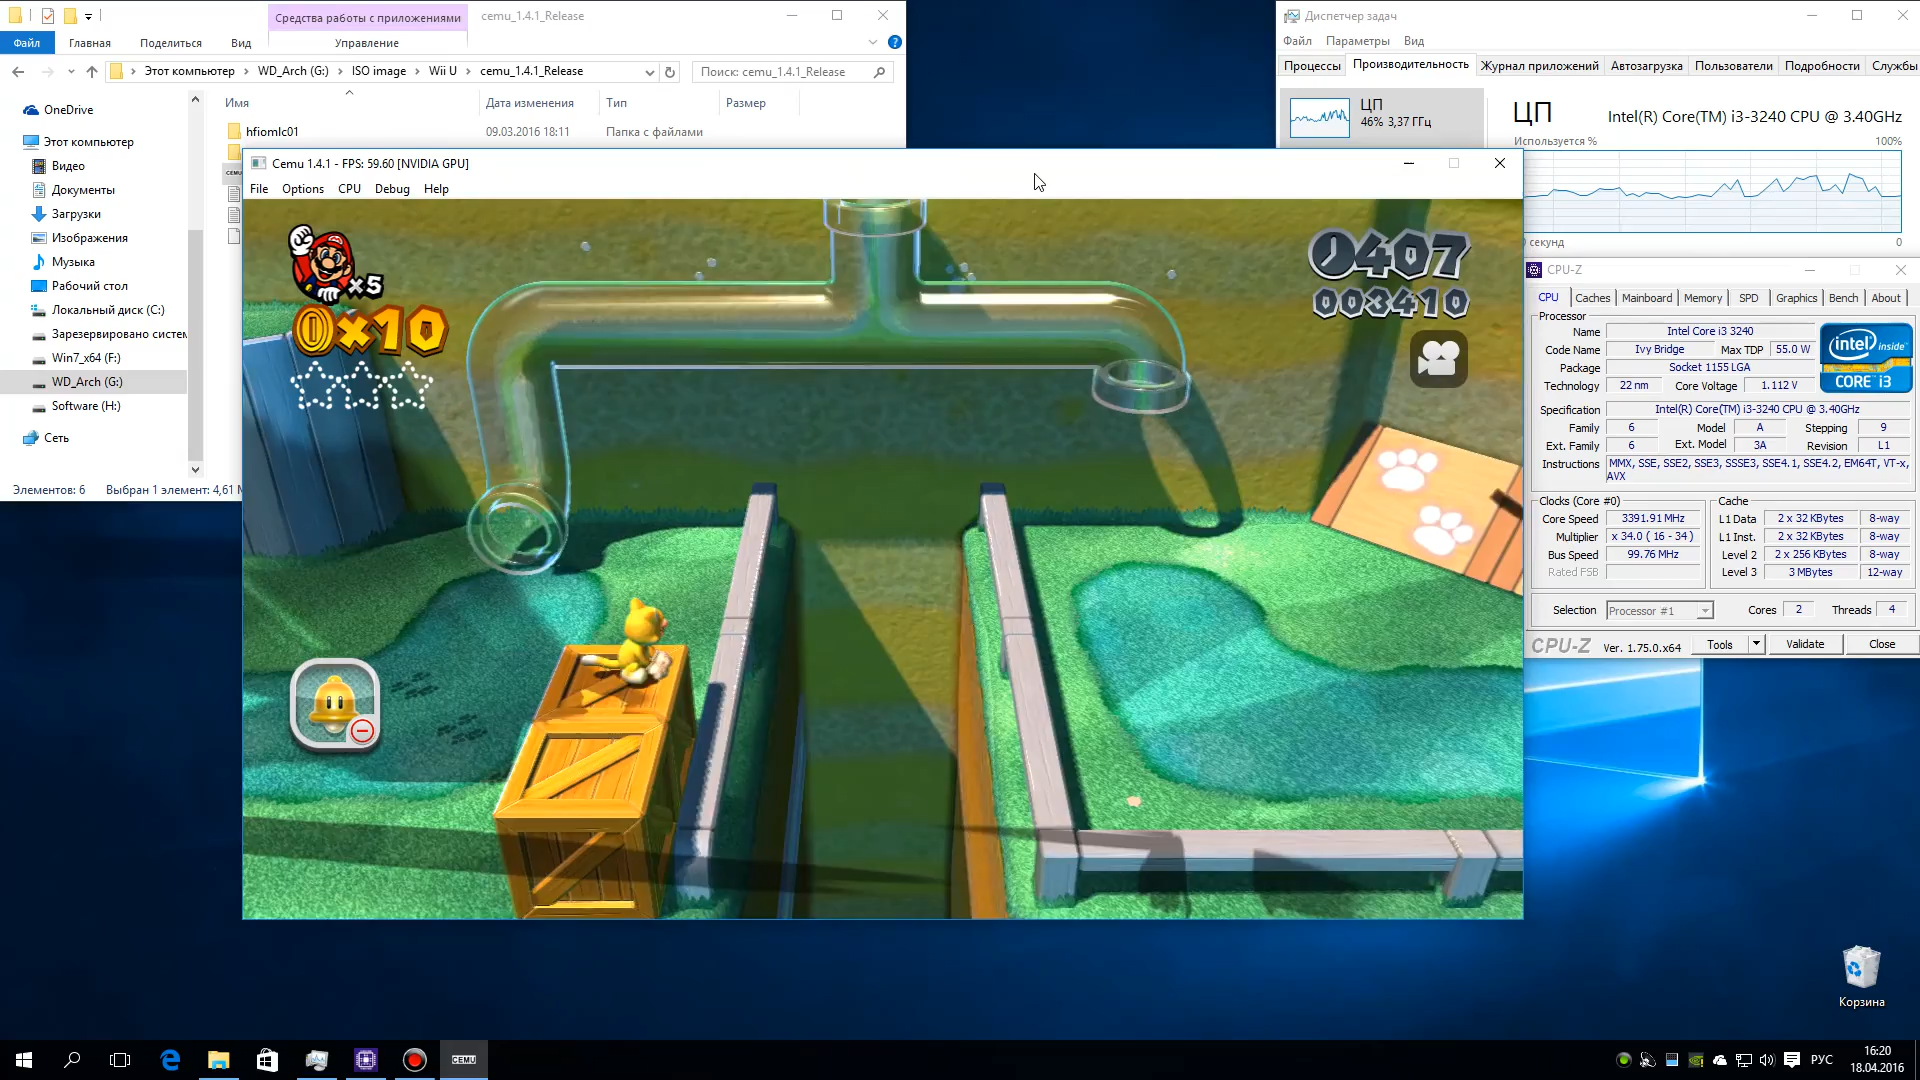 Средства работы с приложениями
cemu_1.4.1_Release
Файл
Главная
Поделиться
Вид
Управление
Этот компьютер
WD_Arch (G:)
ISO image
Wii U
cemu_1.4.1_Release
Поиск: cemu_1.4.1_Release
Имя
Дата изменения
Тип
Размер
hfiomlc01
09.03.2016 18:11
Папка с файлами
OneDrive
Этот компьютер
Видео
Документы
Загрузки
Изображения
Музыка
Рабочий стол
Локальный диск (C:)
Зарезервировано систем
Win7_x64 (F:)
WD_Arch (G:)
Software (H:)
Сеть
Элементов: 6
Выбран 1 элемент: 4,61 М
Диспетчер задач
Файл
Параметры
Вид
Процессы
Производительность
Журнал приложений
Автозагрузка
Пользователи
Подробности
Службы
ЦП
46% 3,37 ГГц
ЦП
Intel(R) Core(TM) i3-3240 CPU @ 3.40GHz
Используется %
100%
секунд
0
Cemu 1.4.1 - FPS: 59.60 [NVIDIA GPU]
File
Options
CPU
Debug
Help
x5
x10
407
003410
CPU-Z
CPU
Caches
Mainboard
Memory
SPD
Graphics
Bench
About
Processor
Name
Intel Core i3 3240
Code Name
Ivy Bridge
Max TDP
55.0 W
Package
Socket 1155 LGA
Technology
22 nm
Core Voltage
1.112 V
intel inside
CORE i3
Specification
Intel(R) Core(TM) i3-3240 CPU @ 3.40GHz
Family
6
Model
A
Stepping
9
Ext. Family
6
Ext. Model
3A
Revision
L1
Instructions
MMX, SSE, SSE2, SSE3, SSSE3, SSE4.1, SSE4.2, EM64T, VT-x,
AVX
Clocks (Core #0)
Core Speed
3391.91 MHz
Multiplier
x 34.0 ( 16 - 34 )
Bus Speed
99.76 MHz
Rated FSB
Cache
L1 Data
2 x 32 KBytes
8-way
L1 Inst.
2 x 32 KBytes
8-way
Level 2
2 x 256 KBytes
8-way
Level 3
3 MBytes
12-way
Selection
Processor #1
Cores
2
Threads
4
CPU-Z
Ver. 1.75.0.x64
Tools
Validate
Close
Корзина
CEMU
РУС
16:20
18.04.2016